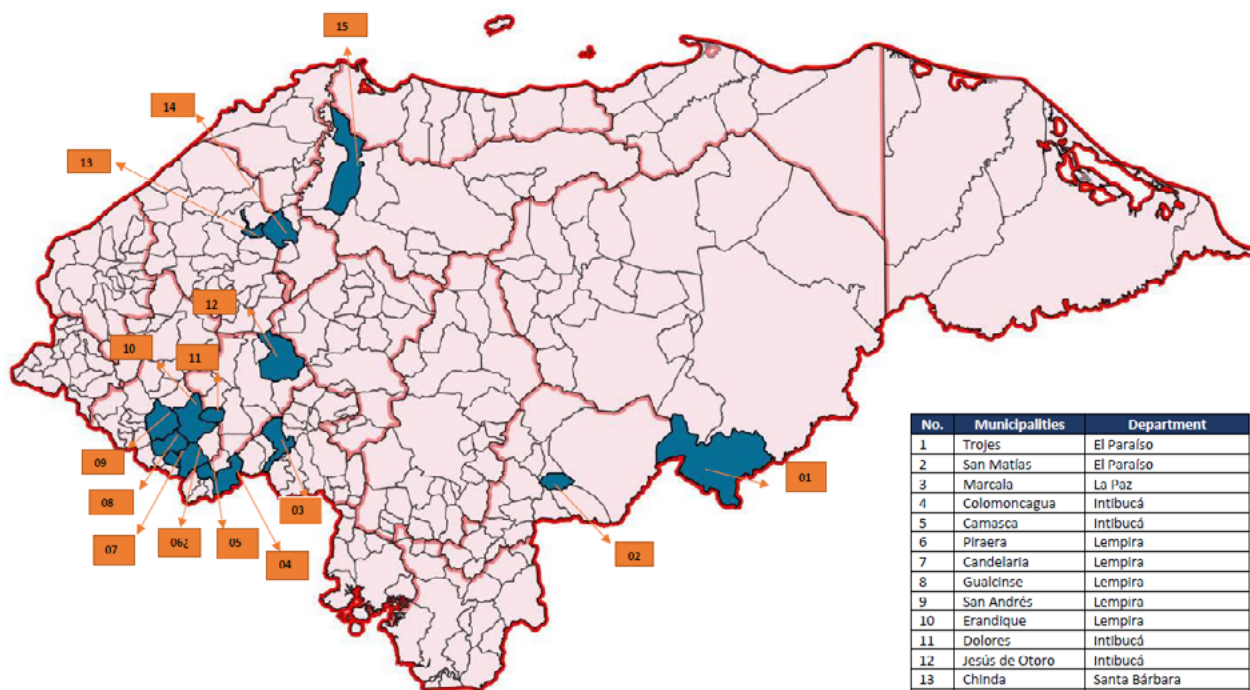 15
14
13
12
10
11
09
08
07
06¿
05
04
03
02
01
No. Municipalities Department
1 Trojes El Paraíso
2 San Matías El Paraíso
3 Marcala La Paz
4 Colomoncagua Intibucá
5 Camasca Intibucá
6 Piraera Lempira
7 Candelaria Lempira
8 Gualcinse Lempira
9 San Andrés Lempira
10 Erandique Lempira
11 Dolores Intibucá
12 Jesús de Otoro Intibucá
13 Chinda Santa Bárbara